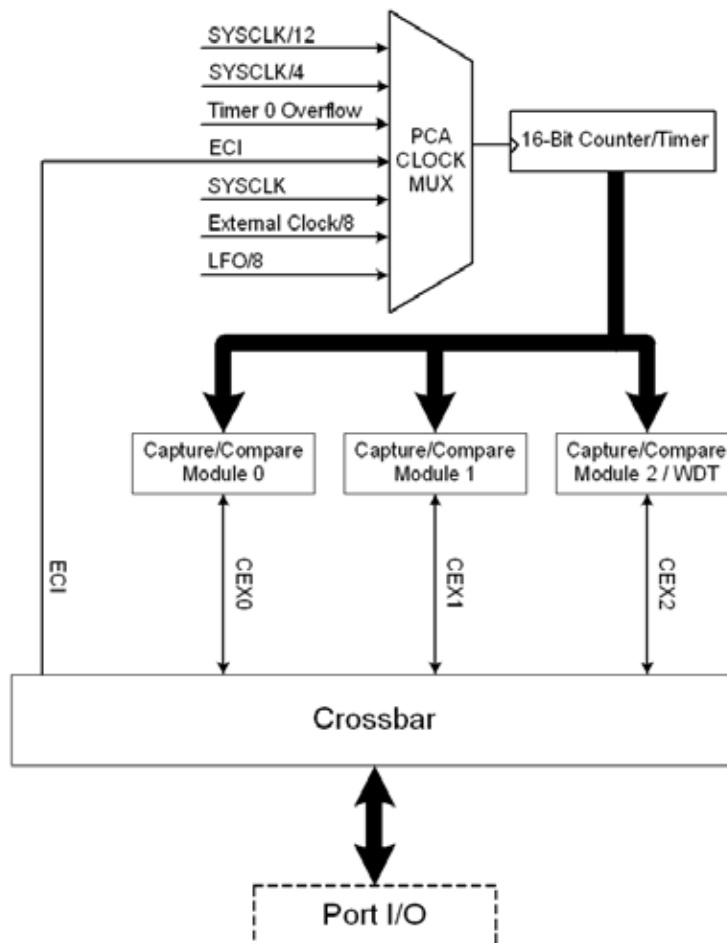 SYSCLK/12
SYSCLK/4
Timer 0 Overflow
ECI
SYSCLK
External Clock/8
LFO/8
PCA
CLOCK
MUX
16-Bit Counter/Timer
Capture/Compare
Module 0
Capture/Compare
Module 1
Capture/Compare
Module 2 / WDT
ECI
CEX0
CEX1
CEX2
Crossbar
Port I/O